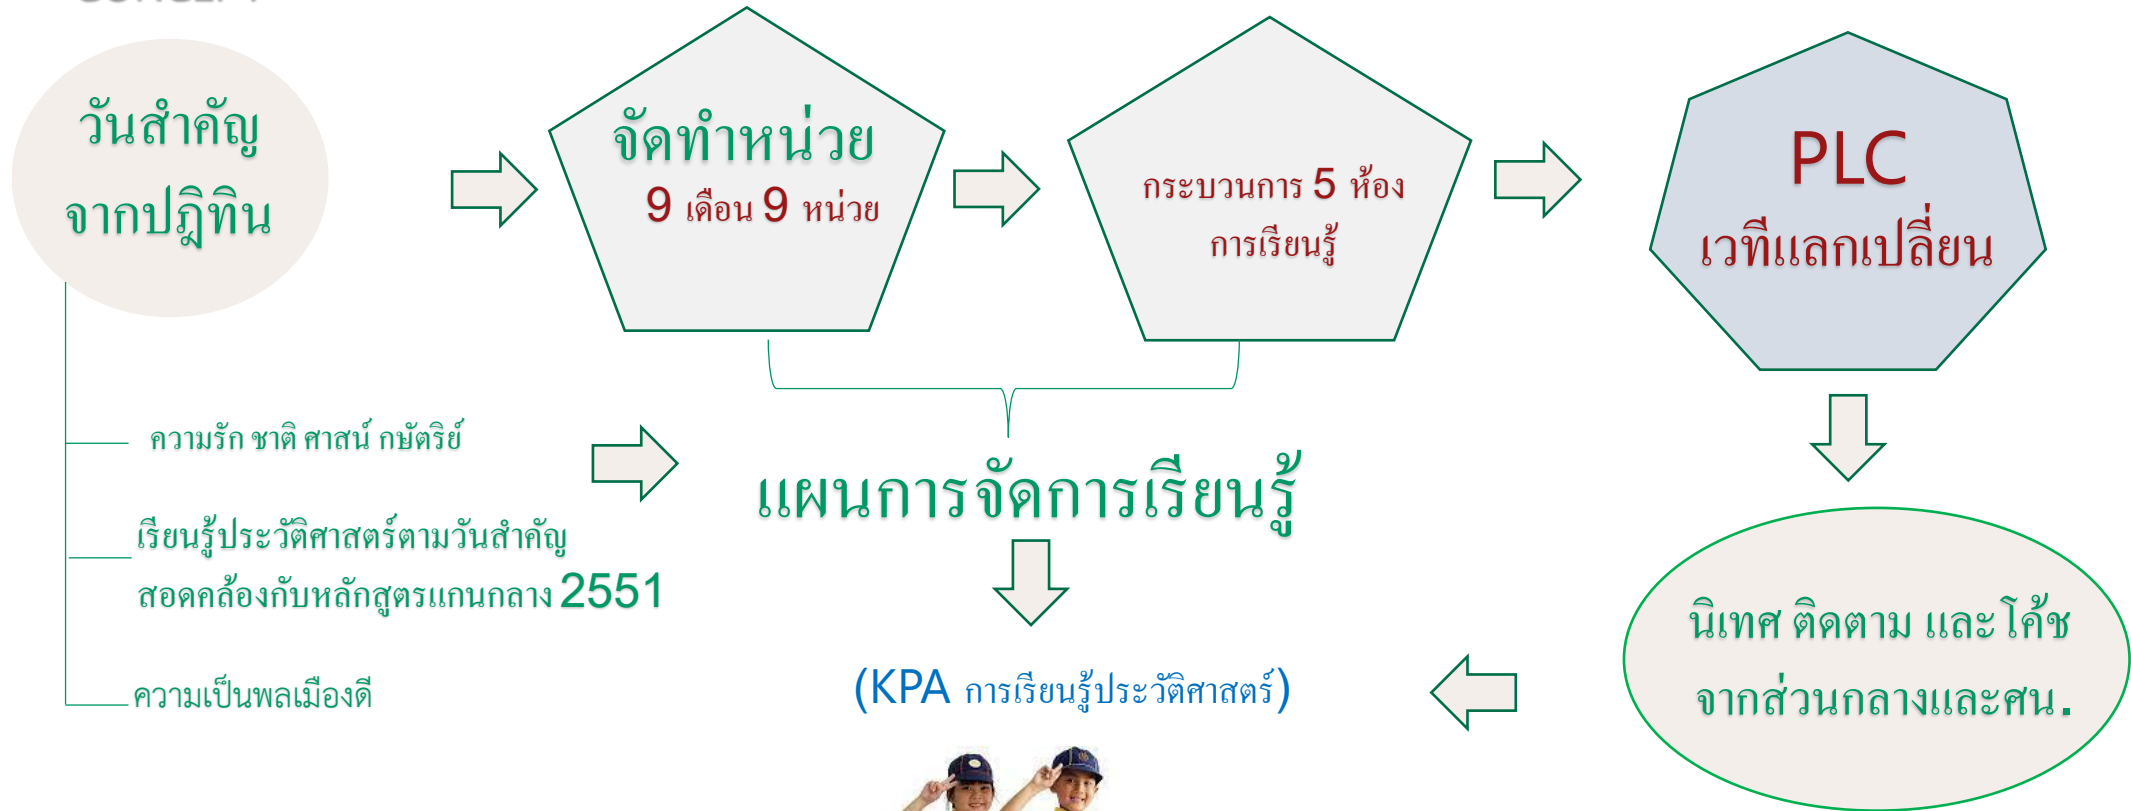 วันสำคัญ
จากปฎิทิน
จัดทำหน่วย
9 เดือน 9 หน่วย
กระบวนการ 5 ห้อง
การเรียนรู้
PLC
เวทีแลกเปลี่ยน
ความรัก ชาติ ศาสน์ กษัตริย์
เรียนรู้ประวัติศาสตร์ตามวันสำคัญ
สอดคล้องกับหลักสูตรแกนกลาง 2551
ความเป็นพลเมืองดี
แผนการจัดการเรียนรู้
(KPA การเรียนรู้ประวัติศาสตร์)
นิเทศ ติดตาม และโค้ช
จากส่วนกลางและศน.